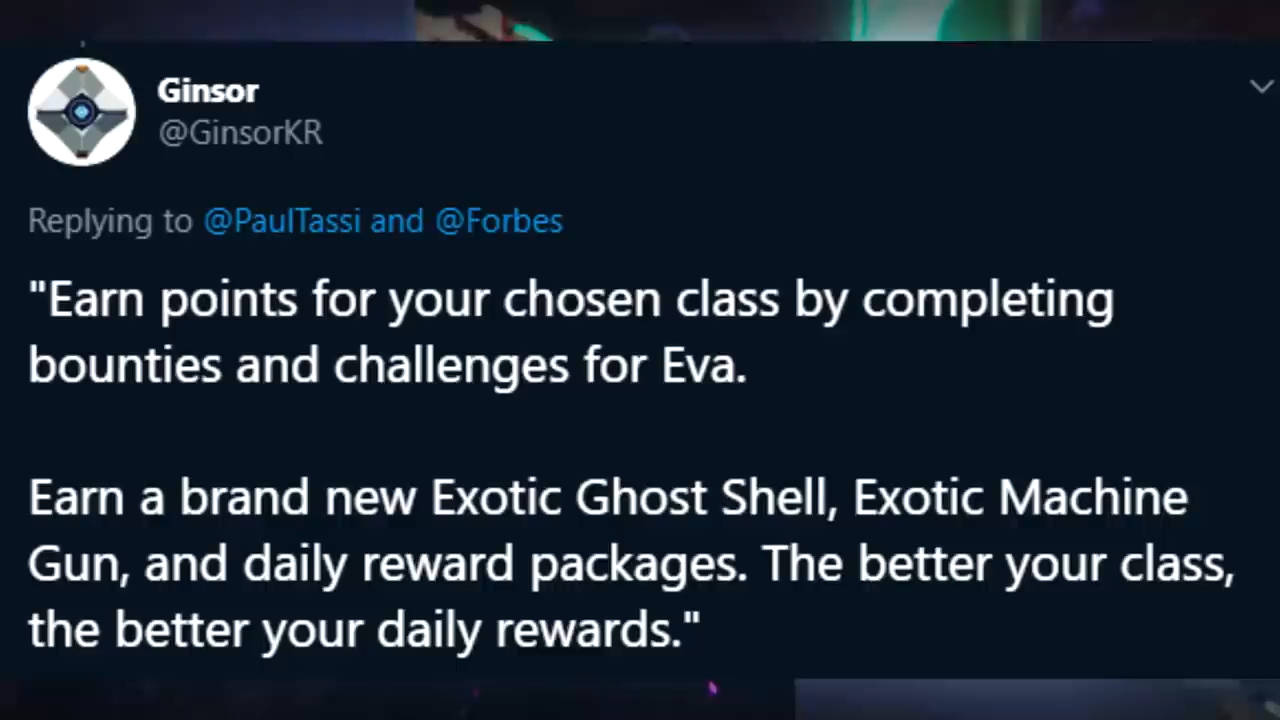 Ginsor
@GinsorKR
Replying to @PaulTassi and @Forbes
"Earn points for your chosen class by completing
bounties and challenges for Eva.
Earn a brand new Exotic Ghost Shell, Exotic Machine
Gun, and daily reward packages. The better your class,
the better your daily rewards."